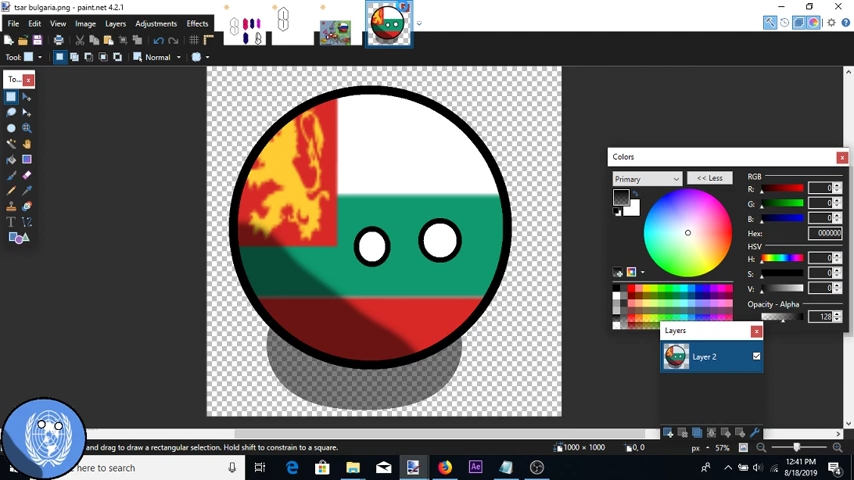 tsar bulgaria.png - paint.net 4.2.1
File Edit View Image Layers Adjustments Effects
Tool: Normal
To...
Colors
Primary << Less RGB
R: 0
G: 0
B: 0
Hex: 000000
HSV
H: 0
S: 0
V: 0
Opacity - Alpha
128
Layers
Layer 2
and drag to draw a rectangular selection. Hold shift to constrain to a square. 1000 × 1000 0, 0 px 57%
here to search
Ae
12:41 PM
8/18/2019
4